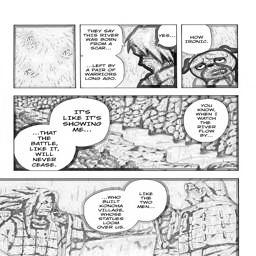 HOW
IRONIC.
YES...
THEY SAY
THIS RIVER
WAS BORN
FROM A
SCAR...
...LEFT BY
A PAIR OF
WARRIORS
LONG AGO.
YOU
KNOW,
WHEN I
WATCH
THE
RIVER
FLOW
BY...
IT'S
LIKE IT'S
SHOWING
ME...
...THAT
THE
BATTLE,
LIKE IT,
WILL
NEVER
CEASE.
LIKE
THE TWO
MEN...
...WHO
BUILT
KONOHA
VILLAGE,
WHOSE
STATUES
LOOM
OVER US.